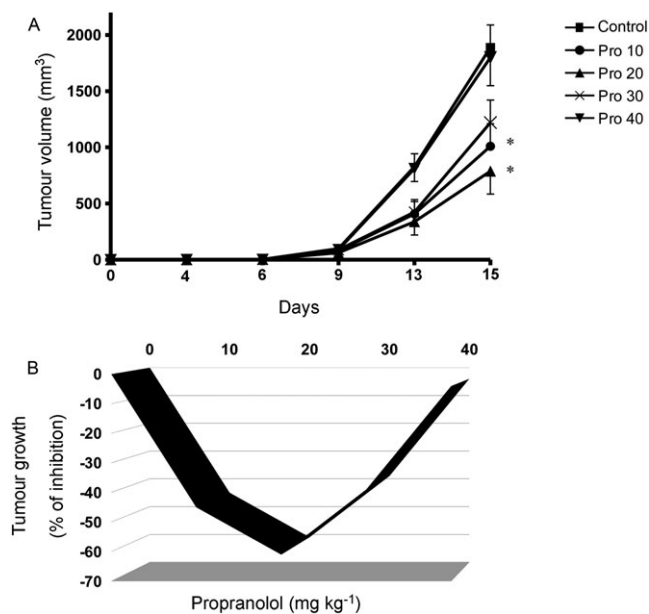 A
Tumour volume (mm³)
2000
1500
1000
500
0
0 4 6 9 13 15
Days
*
*
Control
Pro 10
Pro 20
Pro 30
Pro 40
B
0 10 20 30 40
Tumour growth
(% of inhibition)
0
-10
-20
-30
-40
-50
-60
-70
Propranolol (mg kg⁻¹)